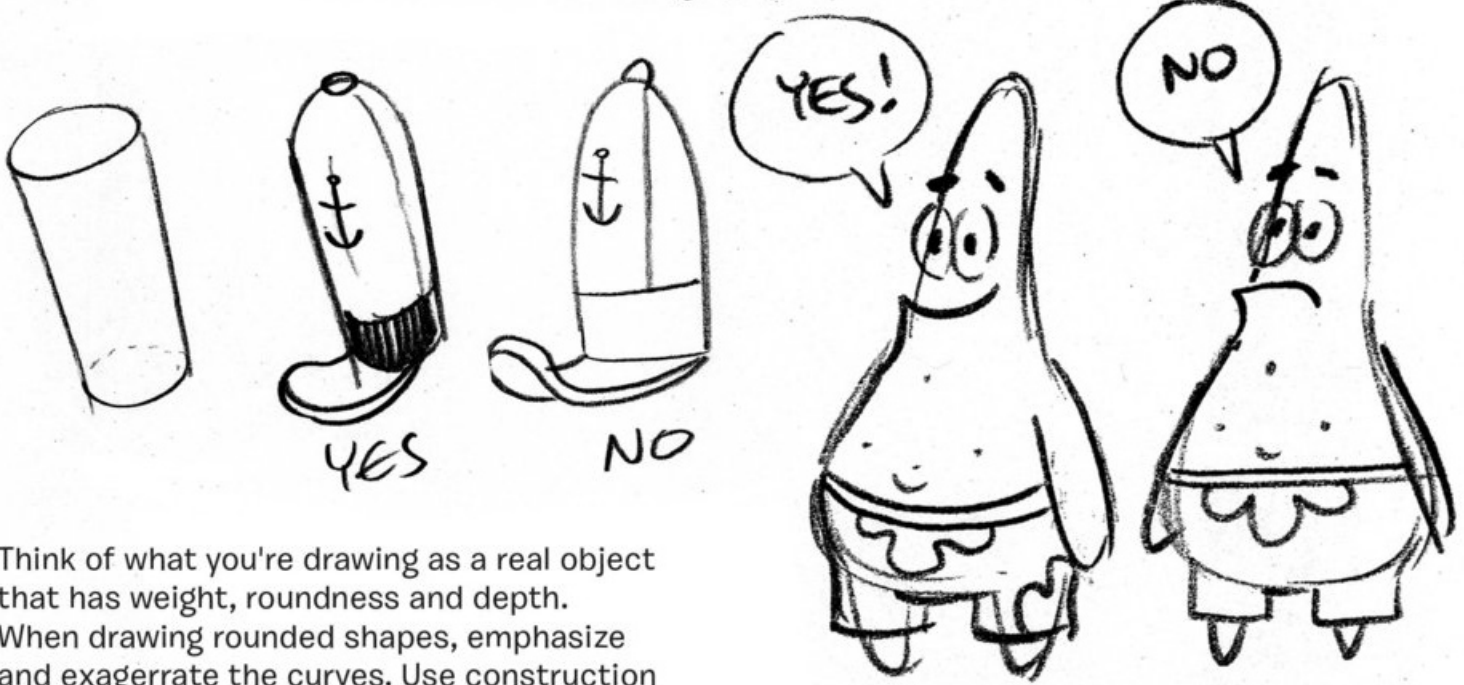 YES!
NO
YES
NO
Think of what you're drawing as a real object
that has weight, roundness and depth.
When drawing rounded shapes, emphasize
and exagerrate the curves. Use construction